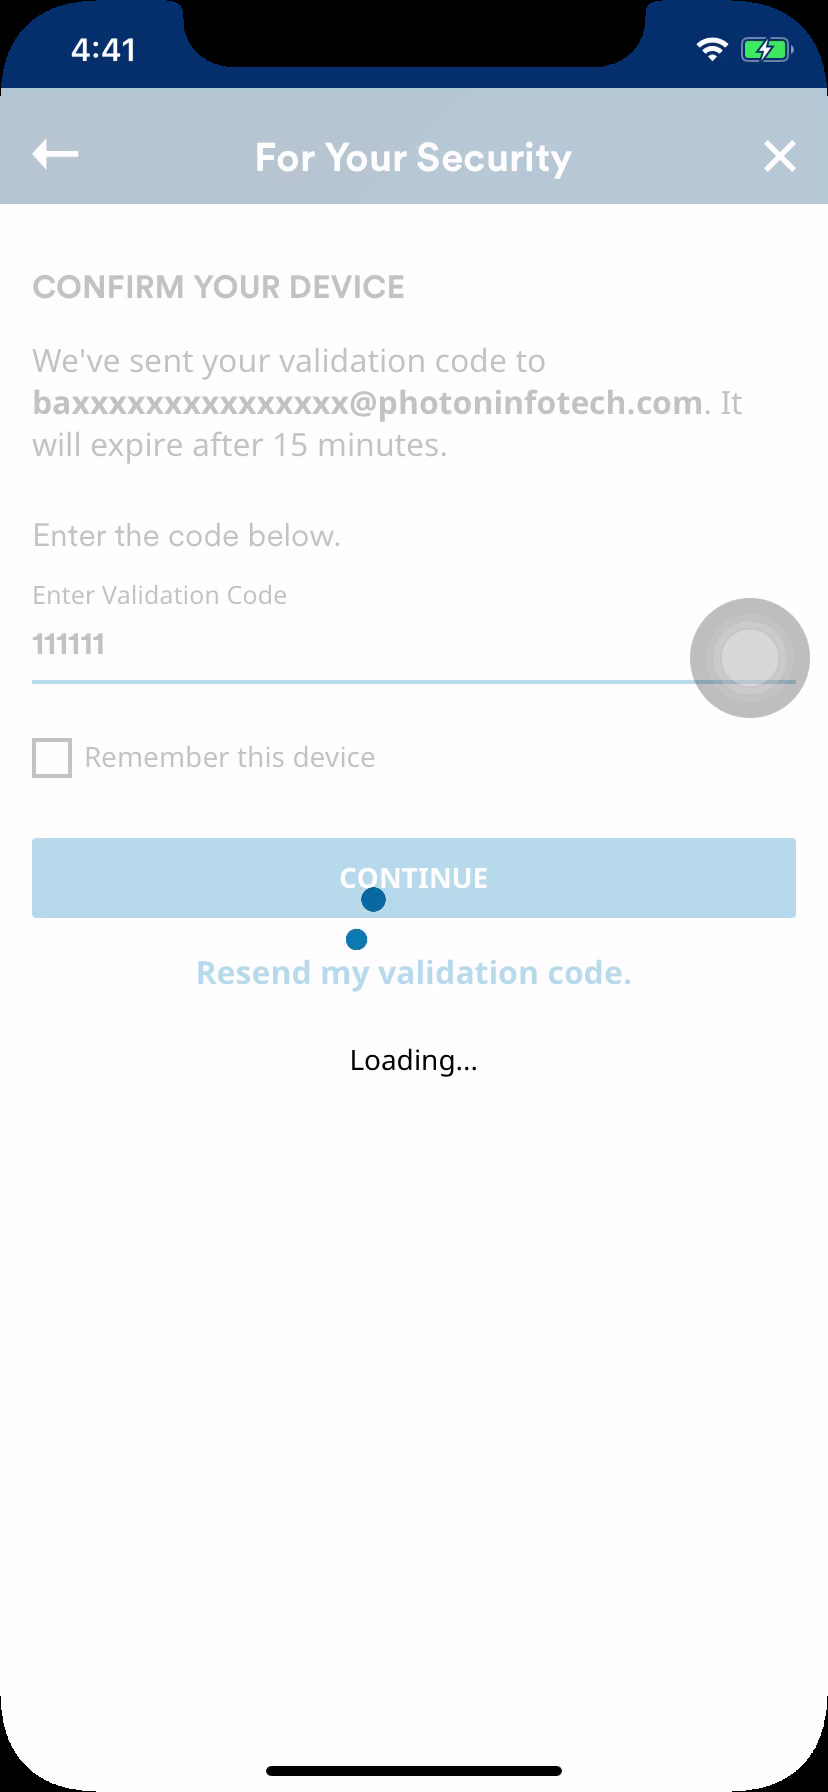 4:41
For Your Security
CONFIRM YOUR DEVICE
We've sent your validation code to
baxxxxxxxxxxxxxxx@photoninfotech.com. It
will expire after 15 minutes.
Enter the code below.
Enter Validation Code
111111
Remember this device
CONTINUE
Resend my validation code.
Loading...